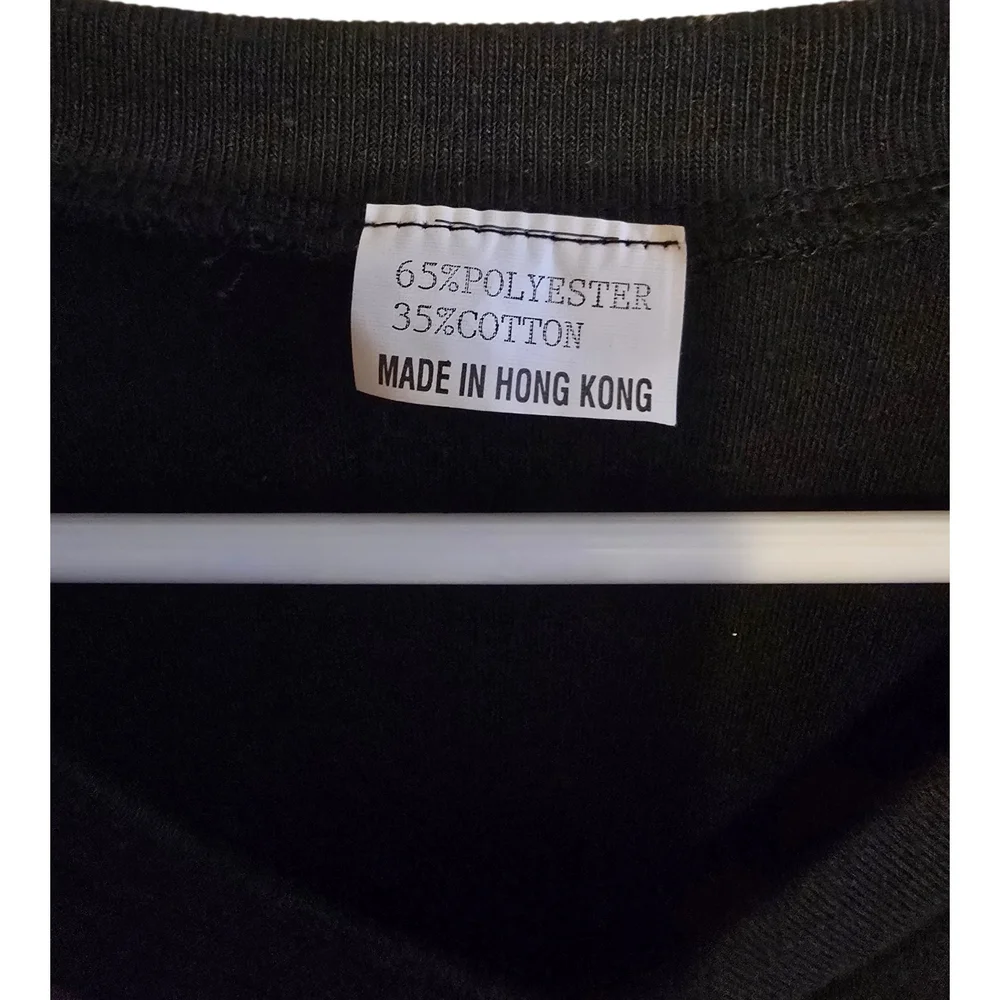 65%POLYESTER
35%COTTON
MADE IN HONG KONG